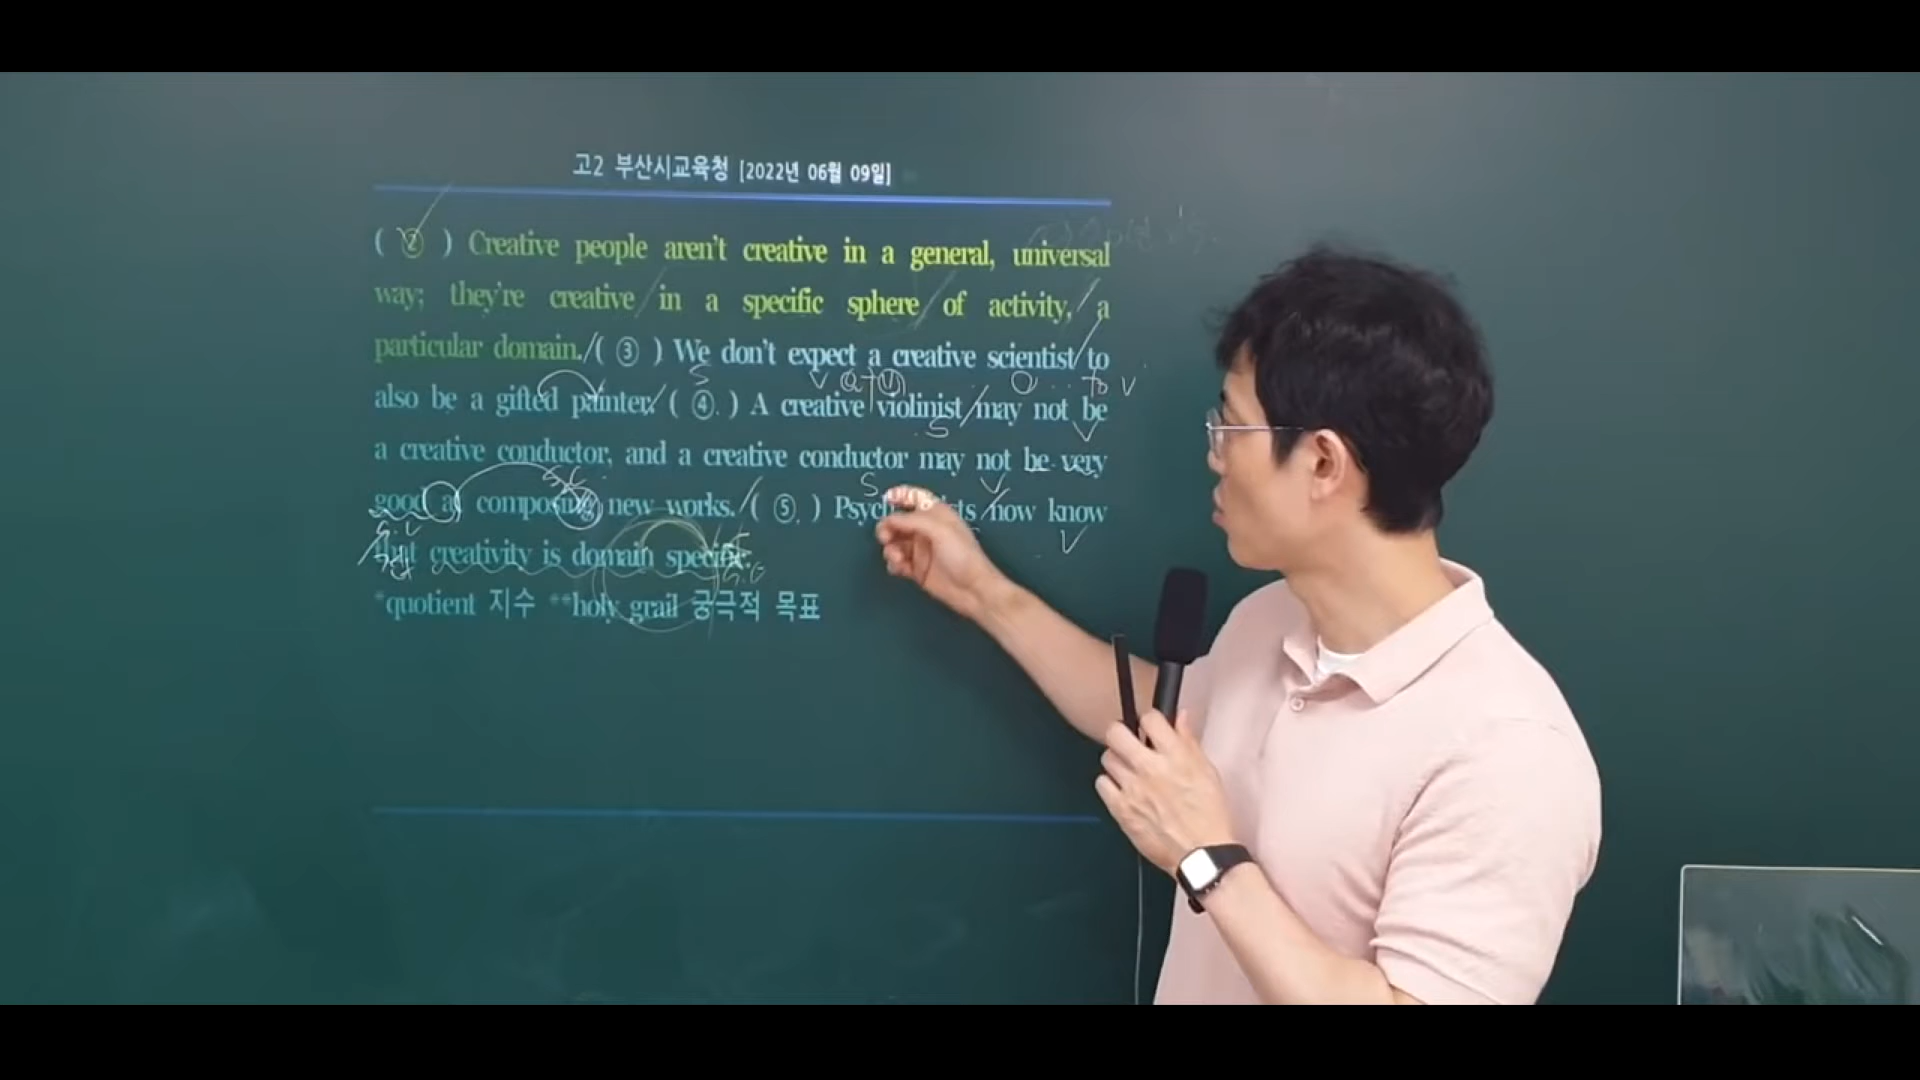 고2 부산시교육청 [2022년 06월 09일]
( ② ) Creative people aren't creative in a general, universal
way; they're creative in a specific sphere of activity, a
particular domain. ( ③ ) We don't expect a creative scientist to
S V O to V
also be a gifted painter. ( ④ ) A creative violinist may not be
S V
a creative conductor, and a creative conductor may not be very
S V
good at composing new works. ( ⑤ ) Psychologists now know
V
that creativity is domain specific.
*quotient 지수 **holy grail 궁극적 목표